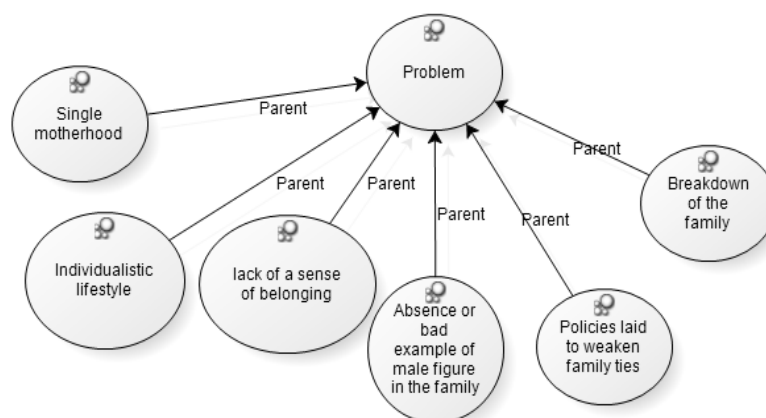 Problem
Single
motherhood
Parent
Parent
Parent
Parent
Parent
Parent
Breakdown
of the
family
Individualistic
lifestyle
lack of a sense
of belonging
Absence or
bad
example of
male figure
in the family
Policies laid
to weaken
family ties